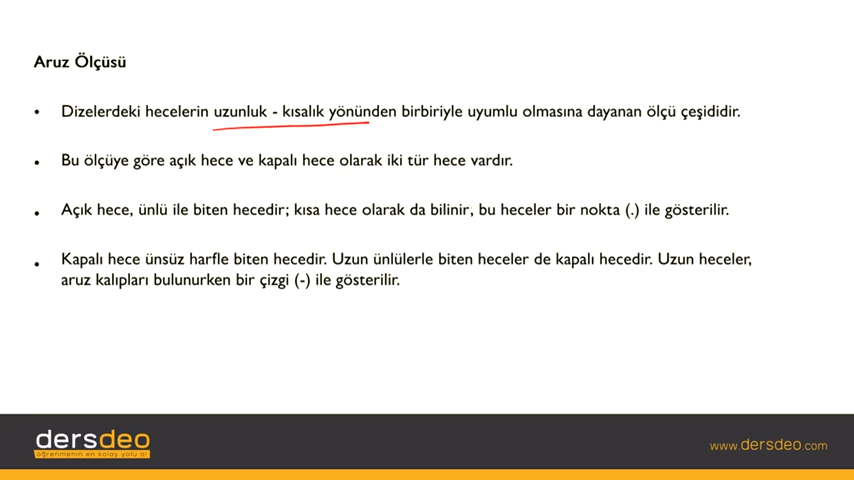 Aruz Ölçüsü
• Dizelerdeki hecelerin uzunluk - kısalık yönünden birbiriyle uyumlu olmasına dayanan ölçü çeşididir.
• Bu ölçüye göre açık hece ve kapalı hece olarak iki tür hece vardır.
• Açık hece, ünlü ile biten hecedir; kısa hece olarak da bilinir, bu heceler bir nokta (.) ile gösterilir.
• Kapalı hece ünsüz harfle biten hecedir. Uzun ünlülerle biten heceler de kapalı hecedir. Uzun heceler,
aruz kalıpları bulunurken bir çizgi (-) ile gösterilir.
dersdeo
öğrenmenin en kolay yolu o!
www.dersdeo.com